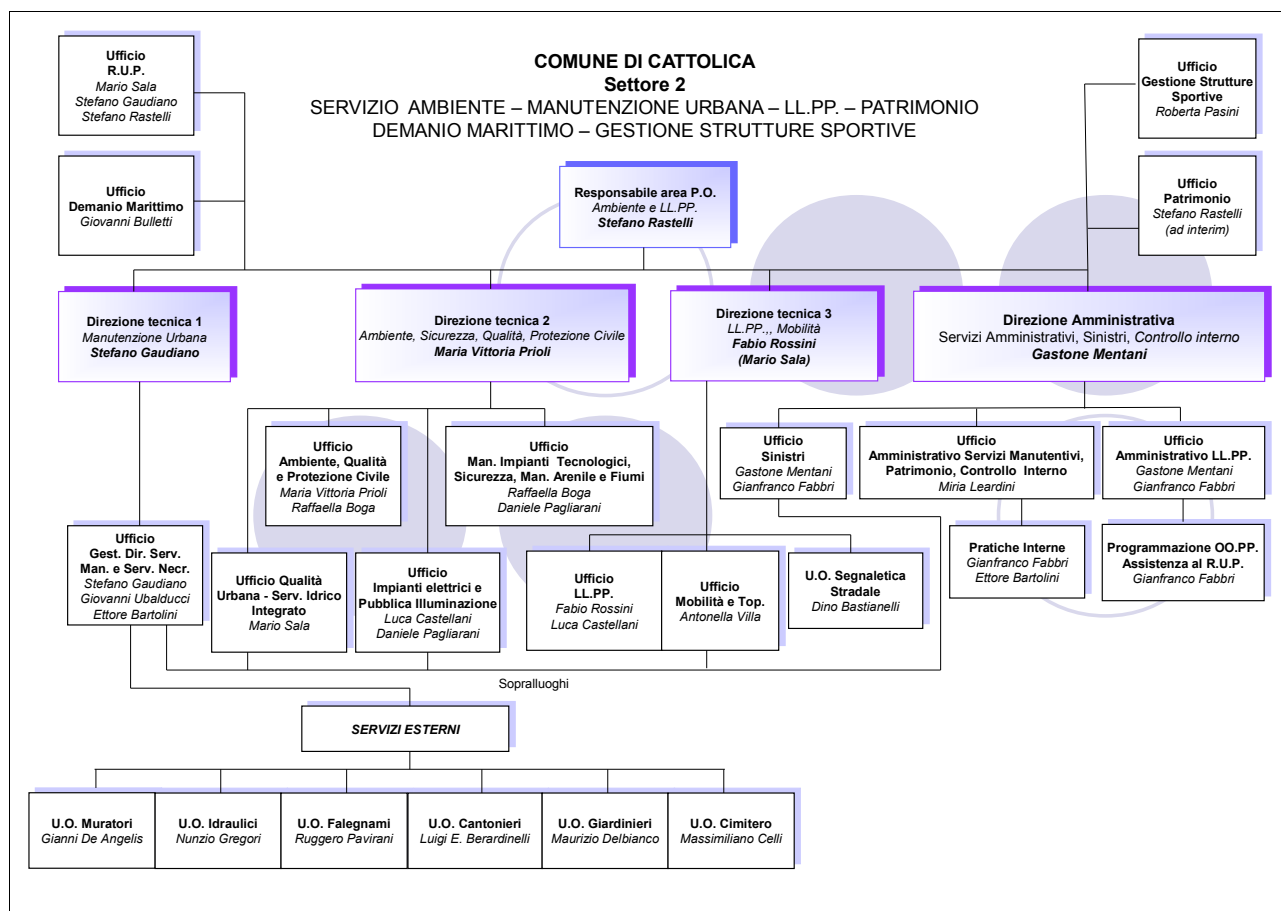 COMUNE DI CATTOLICA
Settore 2
SERVIZIO AMBIENTE – MANUTENZIONE URBANA – LL.PP. – PATRIMONIO
DEMANIO MARITTIMO – GESTIONE STRUTTURE SPORTIVE
Ufficio
R.U.P.
Mario Sala
Stefano Gaudiano
Stefano Rastelli
Ufficio
Gestione Strutture
Sportive
Roberta Pasini
Ufficio
Demanio Marittimo
Giovanni Bulletti
Responsabile area P.O.
Ambiente e LL.PP.
Stefano Rastelli
Ufficio
Patrimonio
Stefano Rastelli
(ad interim)
Direzione tecnica 1
Manutenzione Urbana
Stefano Gaudiano
Direzione tecnica 2
Ambiente, Sicurezza, Qualità, Protezione Civile
Maria Vittoria Prioli
Direzione tecnica 3
LL.PP.,, Mobilità
Fabio Rossini
(Mario Sala)
Direzione Amministrativa
Servizi Amministrativi, Sinistri, Controllo interno
Gastone Mentani
Ufficio
Ambiente, Qualità
e Protezione Civile
Maria Vittoria Prioli
Raffaella Boga
Ufficio
Man. Impianti Tecnologici,
Sicurezza, Man. Arenile e Fiumi
Raffaella Boga
Daniele Pagliarani
Ufficio
Sinistri
Gastone Mentani
Gianfranco Fabbri
Ufficio
Amministrativo Servizi Manutentivi,
Patrimonio, Controllo Interno
Miria Leardini
Ufficio
Amministrativo LL.PP.
Gastone Mentani
Gianfranco Fabbri
Ufficio
Gest. Dir. Serv.
Man. e Serv. Necr.
Stefano Gaudiano
Giovanni Ubalducci
Ettore Bartolini
Ufficio Qualità
Urbana - Serv. Idrico
Integrato
Mario Sala
Ufficio
Impianti elettrici e
Pubblica Illuminazione
Luca Castellani
Daniele Pagliarani
Ufficio
LL.PP.
Fabio Rossini
Luca Castellani
Ufficio
Mobilità e Top.
Antonella Villa
U.O. Segnaletica
Stradale
Dino Bastianelli
Pratiche Interne
Gianfranco Fabbri
Ettore Bartolini
Programmazione OO.PP.
Assistenza al R.U.P.
Gianfranco Fabbri
Sopralluoghi
SERVIZI ESTERNI
U.O. Muratori
Gianni De Angelis
U.O. Idraulici
Nunzio Gregori
U.O. Falegnami
Ruggero Pavirani
U.O. Cantonieri
Luigi E. Berardinelli
U.O. Giardinieri
Maurizio Delbianco
U.O. Cimitero
Massimiliano Celli